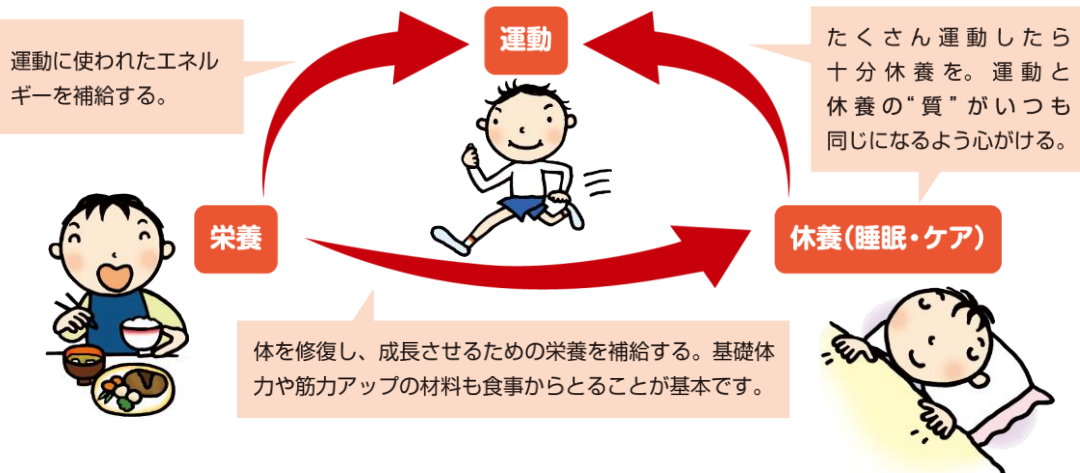 運動
運動に使われたエネル
ギーを補給する。
たくさん運動したら
十分休養を。運動と
休養の“質”がいつも
同じになるよう心がける。
栄養
休養(睡眠・ケア)
体を修復し、成長させるための栄養を補給する。基礎体
力や筋力アップの材料も食事からとることが基本です。